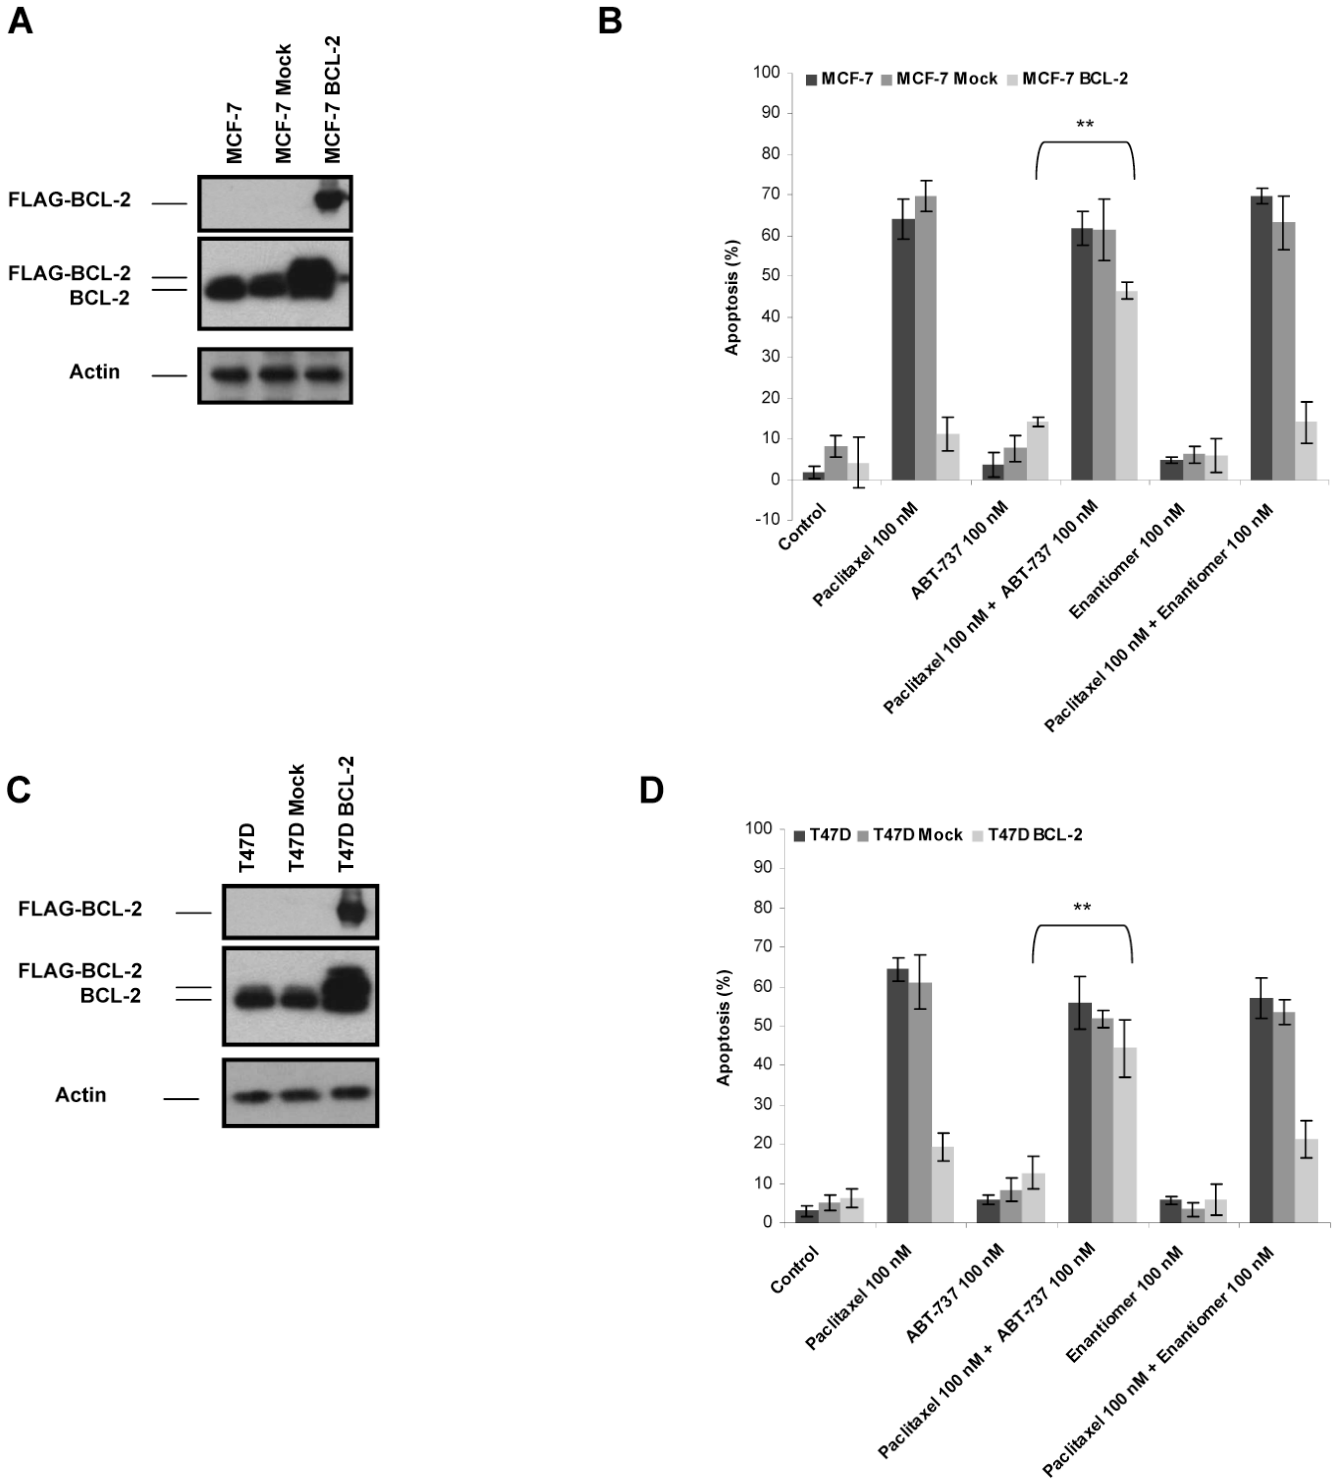 A
MCF-7
MCF-7 Mock
MCF-7 BCL-2
FLAG-BCL-2
FLAG-BCL-2
BCL-2
Actin
B
MCF-7 MCF-7 Mock MCF-7 BCL-2
**
Apoptosis (%)
100
90
80
70
60
50
40
30
20
10
0
-10
Control
Paclitaxel 100 nM
ABT-737 100 nM
Paclitaxel 100 nM + ABT-737 100 nM
Enantiomer 100 nM
Paclitaxel 100 nM + Enantiomer 100 nM
C
T47D
T47D Mock
T47D BCL-2
FLAG-BCL-2
FLAG-BCL-2
BCL-2
Actin
D
T47D T47D Mock T47D BCL-2
**
Apoptosis (%)
100
90
80
70
60
50
40
30
20
10
0
Control
Paclitaxel 100 nM
ABT-737 100 nM
Paclitaxel 100 nM + ABT-737 100 nM
Enantiomer 100 nM
Paclitaxel 100 nM + Enantiomer 100 nM